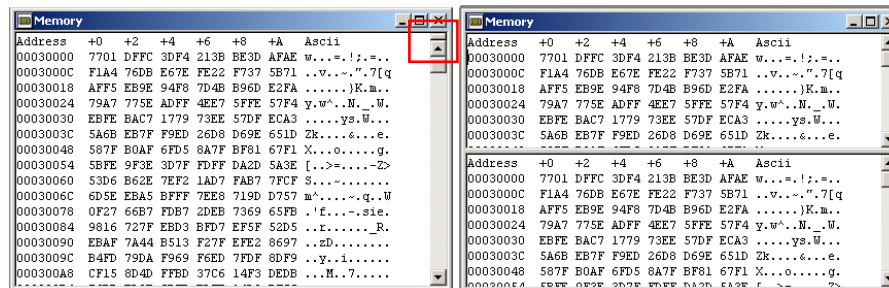 Memory
Address +0 +2 +4 +6 +8 +A Ascii
00030000 7701 DFFC 3DF4 213B BE3D AFAE w...=.!;.=..
0003000C F1A4 76DB E67E FE22 F737 5B71 ..v..~.".7[q
00030018 AFF5 EB9E 94F8 7D4B B96D E2FA ......}K.m..
00030024 79A7 775E ADFF 4EE7 5FFE 57F4 y.w^..N._.W.
00030030 EBFE BAC7 1779 73EE 57DF ECA3 .....ys.W...
0003003C 5A6B EB7F F9ED 26D8 D69E 651D Zk....&...e.
00030048 587F B0AF 6FD5 8A7F BF81 67F1 X...o.....g.
00030054 5BFE 9F3E 3D7F FDFF DA2D 5A3E [..>=....-Z>
00030060 53D6 B62E 7EF2 1AD7 FAB7 7FCF S...~.......
0003006C 6D5E EBA5 BFFF 7EE8 719D D757 m^....~.q..W
00030078 0F27 66B7 FDB7 2DEB 7369 65FB .'f...-.sie.
00030084 9816 727F EBD3 BFD7 EF5F 52D5 ..r......_R.
00030090 EBAF 7A44 B513 F27F EFE2 8697 ..zD........
0003009C B4FD 79DA F969 F6ED 7FDF 8DF9 ..y..i......
000300A8 CF15 8D4D FFBD 37C6 14F3 DEDB ...M..7.....
Memory
Address +0 +2 +4 +6 +8 +A Ascii
00030000 7701 DFFC 3DF4 213B BE3D AFAE w...=.!;.=..
0003000C F1A4 76DB E67E FE22 F737 5B71 ..v..~.".7[q
00030018 AFF5 EB9E 94F8 7D4B B96D E2FA ......}K.m..
00030024 79A7 775E ADFF 4EE7 5FFE 57F4 y.w^..N._.W.
00030030 EBFE BAC7 1779 73EE 57DF ECA3 .....ys.W...
0003003C 5A6B EB7F F9ED 26D8 D69E 651D Zk....&...e.
Address +0 +2 +4 +6 +8 +A Ascii
00030000 7701 DFFC 3DF4 213B BE3D AFAE w...=.!;.=..
0003000C F1A4 76DB E67E FE22 F737 5B71 ..v..~.".7[q
00030018 AFF5 EB9E 94F8 7D4B B96D E2FA ......}K.m..
00030024 79A7 775E ADFF 4EE7 5FFE 57F4 y.w^..N._.W.
00030030 EBFE BAC7 1779 73EE 57DF ECA3 .....ys.W...
0003003C 5A6B EB7F F9ED 26D8 D69E 651D Zk....&...e.
00030048 587F B0AF 6FD5 8A7F BF81 67F1 X...o.....g.